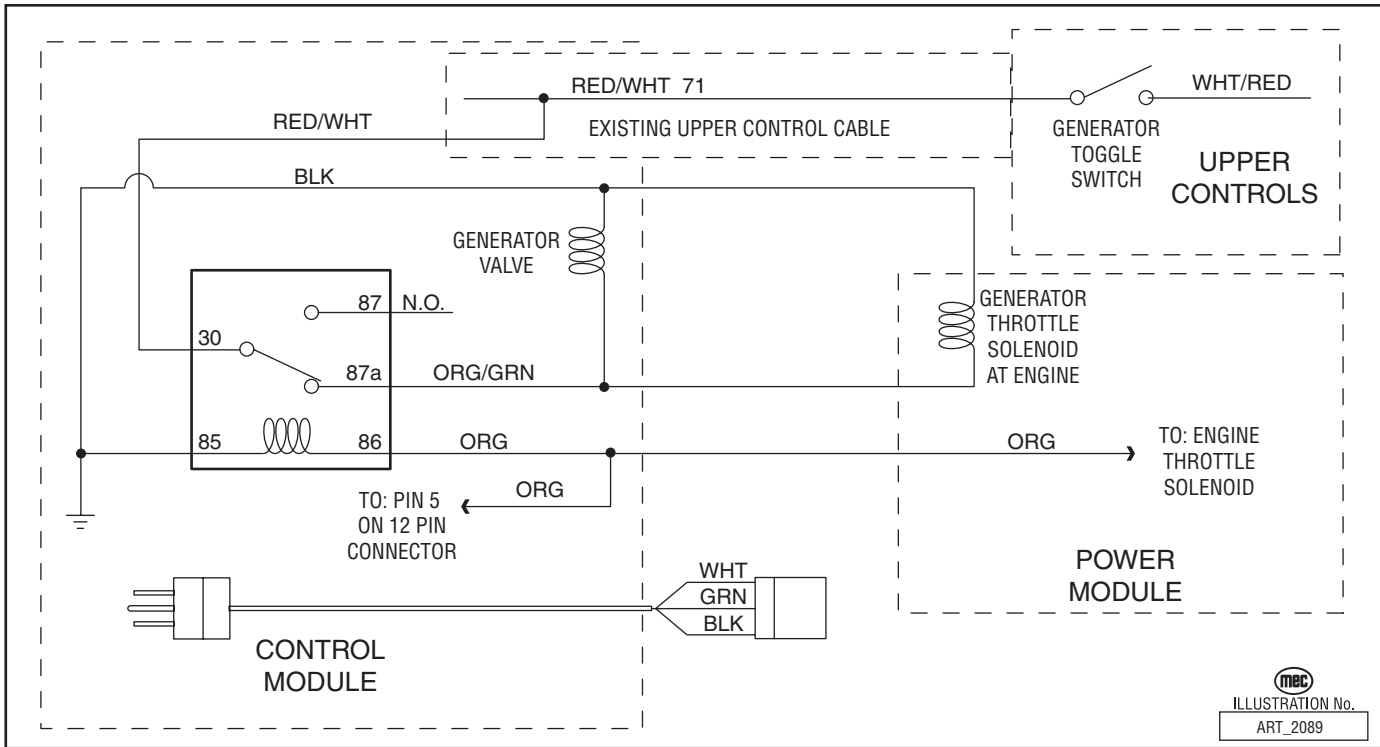 RED/WHT 71
WHT/RED
RED/WHT
EXISTING UPPER CONTROL CABLE
GENERATOR
TOGGLE
SWITCH
UPPER
CONTROLS
BLK
GENERATOR
VALVE
87
N.O.
30
87a
ORG/GRN
GENERATOR
THROTTLE
SOLENOID
AT ENGINE
85
86
ORG
ORG
TO: ENGINE
THROTTLE
SOLENOID
ORG
TO: PIN 5
ON 12 PIN
CONNECTOR
POWER
MODULE
WHT
GRN
BLK
CONTROL
MODULE
mec
ILLUSTRATION No.
ART_2089